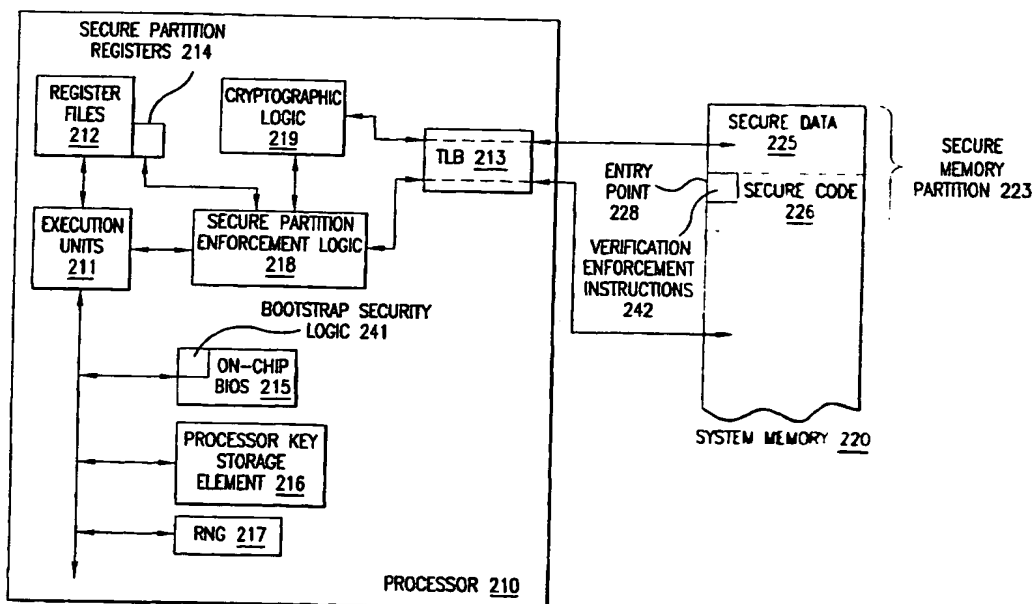 SECURE PARTITION
REGISTERS 214
REGISTER
FILES
212
CRYPTOGRAPHIC
LOGIC
219
TLB 213
SECURE DATA
225
SECURE
MEMORY
PARTITION 223
ENTRY
POINT
228
SECURE CODE
226
EXECUTION
UNITS
211
SECURE PARTITION
ENFORCEMENT LOGIC
218
VERIFICATION
ENFORCEMENT
INSTRUCTIONS
242
BOOTSTRAP SECURITY
LOGIC 241
ON-CHIP
BIOS 215
SYSTEM MEMORY 220
PROCESSOR KEY
STORAGE
ELEMENT 216
RNG 217
PROCESSOR 210